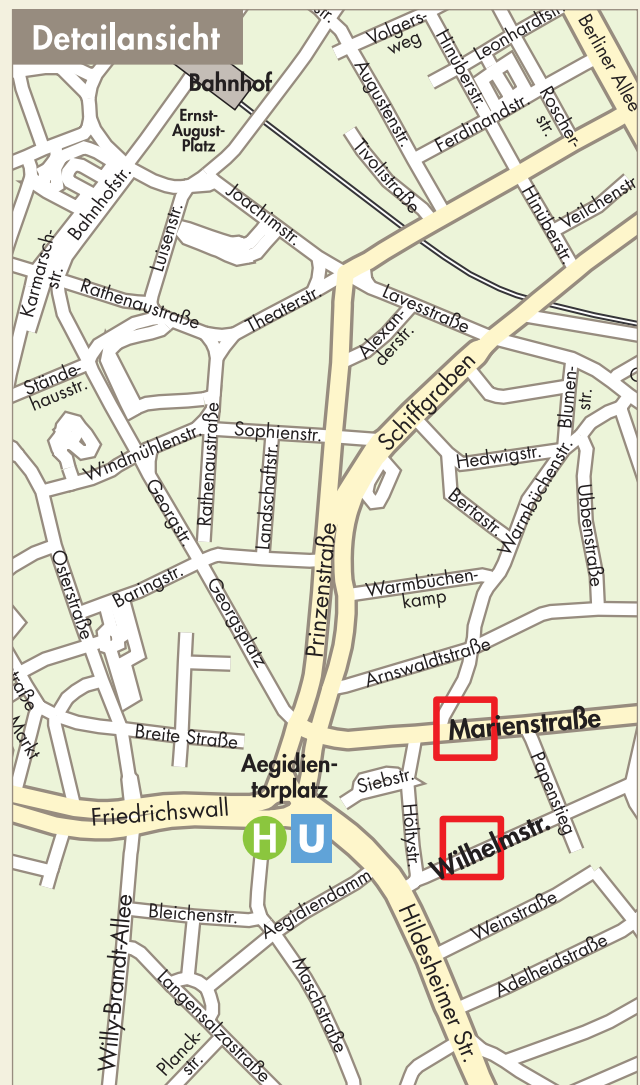 Detailansicht
str.
Volgers-
weg
Hinüberstr.
Leonhardtstr.
Berliner Allee
Bahnhof
Ernst-
August-
Platz
Augustenstr.
Ferdinandstr.
Roscher-
str.
Tivolistraße
Hinüberstr.
Veilchenstr.
Bahnhofstr.
Joachimstr.
Luisenstr.
Karmarsch-
str.
Rathenaustraße
Theaterstr.
Lavesstraße
Alexan-
derstr.
Stände-
hausstr.
Schiffgraben
Blumen-
str.
Windmühlenstr.
Rathenaustraße
Sophienstr.
Landschaftstr.
Hedwigstr.
Bertastr.
Warmbüchenstr.
Ubbenstraße
Georgstr.
Osterstraße
Baringstr.
Georgsplatz
Prinzenstraße
Warmbüchen-
kamp
Arnswaldtstraße
traße
Markt
Breite Straße
Marienstraße
Aegidien-
torplatz
Siebstr.
Höltystr.
Papenstieg
Friedrichswall
H U
Wilhelmstr.
Bleichenstr.
Aegidiendamm
Weinstraße
Adelheidstraße
Willy-Brandt-Allee
Hildesheimer Str.
Maschstraße
Langensalzastraße
Planck-
str.